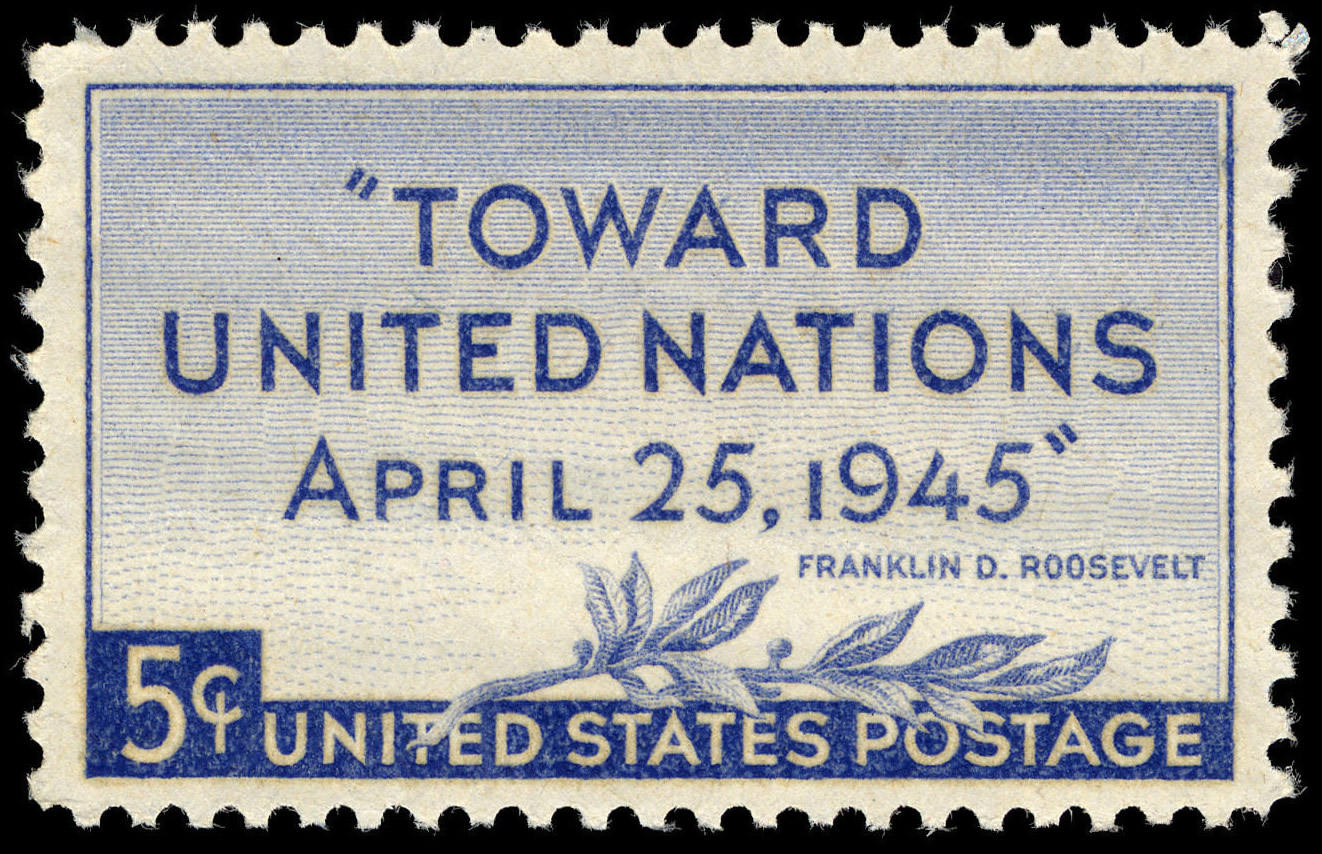 "TOWARD
UNITED NATIONS
APRIL 25, 1945"
FRANKLIN D. ROOSEVELT
5¢ UNITED STATES POSTAGE